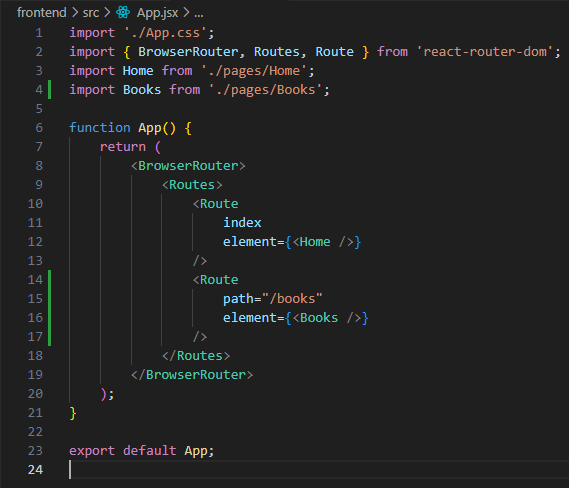 frontend > src > App.jsx > ...
1 import './App.css';
2 import { BrowserRouter, Routes, Route } from 'react-router-dom';
3 import Home from './pages/Home';
4 import Books from './pages/Books';
5
6 function App() {
7     return (
8         <BrowserRouter>
9             <Routes>
10                 <Route
11                     index
12                     element={<Home />}
13                 />
14                 <Route
15                     path="/books"
16                     element={<Books />}
17                 />
18             </Routes>
19         </BrowserRouter>
20     );
21 }
22
23 export default App;
24